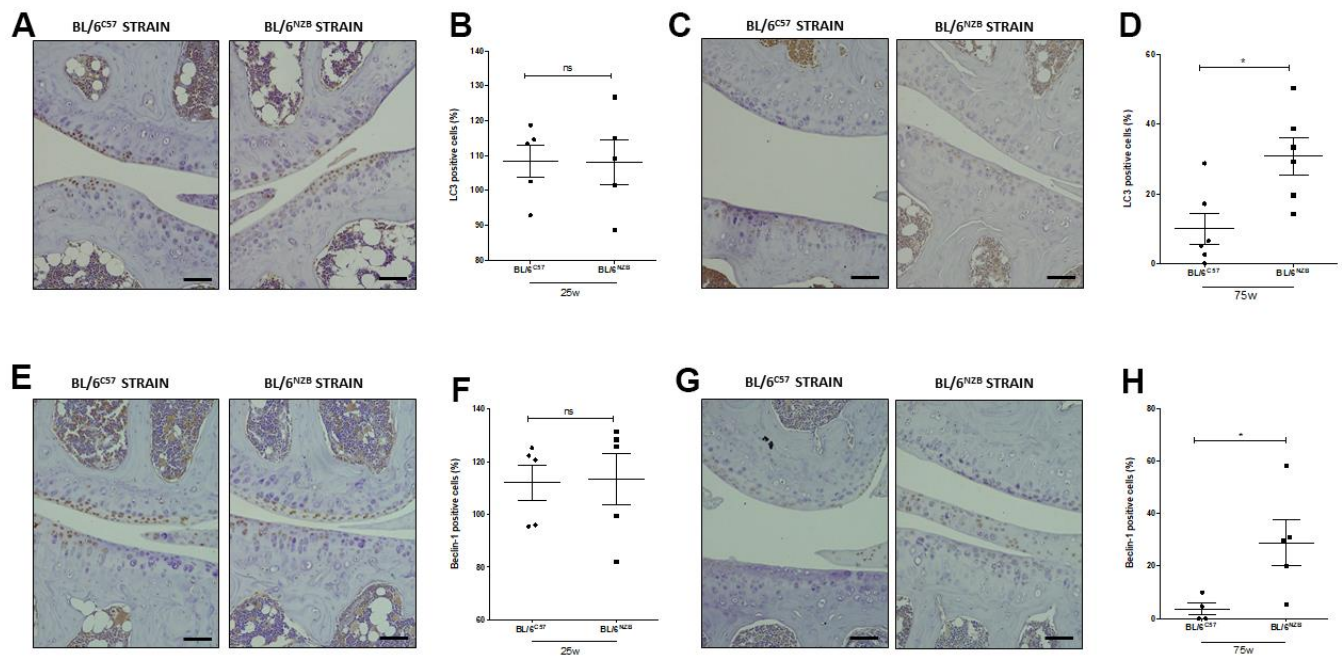 A
BL/6C57 STRAIN
BL/6NZB STRAIN
B
LC3 positive cells (%)
140
130
120
110
100
90
80
ns
BL/6C57
BL/6NZB
25w
C
BL/6C57 STRAIN
BL/6NZB STRAIN
D
LC3 positive cells (%)
60
40
20
0
*
BL/6C57
BL/6NZB
75w
E
BL/6C57 STRAIN
BL/6NZB STRAIN
F
Beclin-1 positive cells (%)
140
120
100
80
60
ns
BL/6C57
BL/6NZB
25w
G
BL/6C57 STRAIN
BL/6NZB STRAIN
H
Beclin-1 positive cells (%)
80
60
40
20
0
*
BL/6C57
BL/6NZB
75w